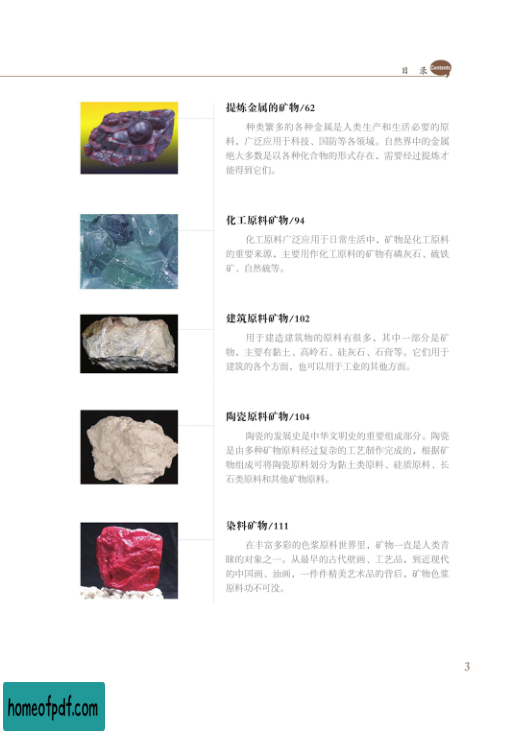 目 录 Contents
提炼金属的矿物/62
种类繁多的各种金属是人类生产和生活必要的原
料，广泛应用于科技、国防等各领域。自然界中的金属
绝大多数是以各种化合物的形式存在，需要经过提炼才
能得到它们。
化工原料矿物/94
化工原料广泛应用于日常生活中，矿物是化工原料
的重要来源，主要用作化工原料的矿物有磷灰石、硫铁
矿、自然硫等。
建筑原料矿物/102
用于建造建筑物的原料有很多，其中一部分是矿
物，主要有黏土、高岭石、硅灰石、石膏等。它们用于
建筑的各个方面，也可以用于工业的其他方面。
陶瓷原料矿物/104
陶瓷的发展史是中华文明史的重要组成部分。陶瓷
是由多种矿物原料经过复杂的工艺制作完成的，根据矿
物组成可将陶瓷原料划分为黏土类原料、硅质原料、长
石类原料和其他矿物原料。
染料矿物/111
在丰富多彩的色浆原料世界里，矿物一直是人类青
睐的对象之一。从最早的古代壁画、工艺品，到近现代
的中国画、油画，一件件精美艺术品的背后，矿物色浆
原料功不可没。
3
homeofpdf.com